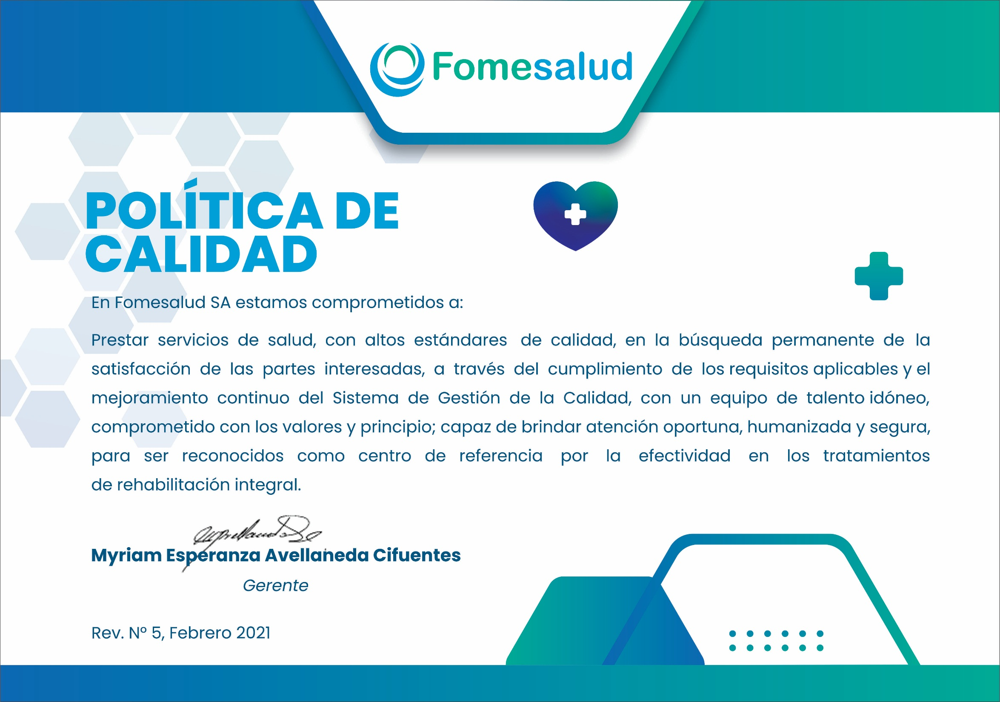 Fomesalud
POLÍTICA DE
CALIDAD
En Fomesalud SA estamos comprometidos a:
Prestar servicios de salud, con altos estándares de calidad, en la búsqueda permanente de la
satisfacción de las partes interesadas, a través del cumplimiento de los requisitos aplicables y el
mejoramiento continuo del Sistema de Gestión de la Calidad, con un equipo de talento idóneo,
comprometido con los valores y principio; capaz de brindar atención oportuna, humanizada y segura,
para ser reconocidos como centro de referencia por la efectividad en los tratamientos
de rehabilitación integral.
Myriam Esperanza Avellaneda Cifuentes
Gerente
Rev. Nº 5, Febrero 2021